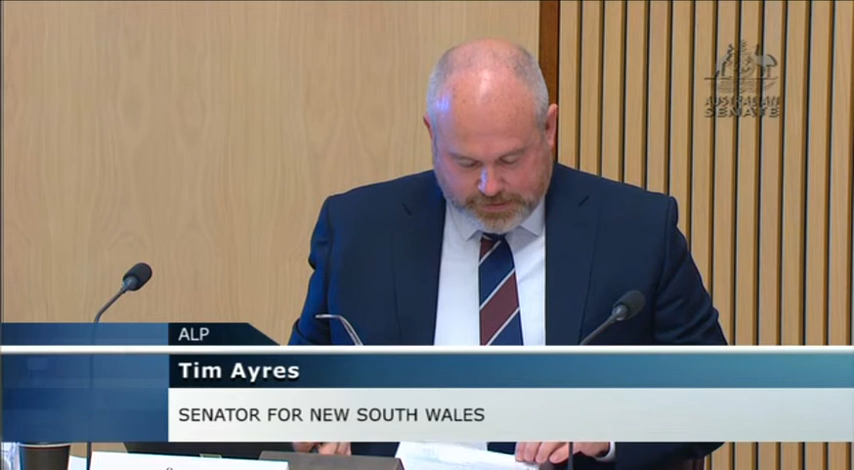 AUSTRALIAN
SENATE
ALP
Tim Ayres
SENATOR FOR NEW SOUTH WALES